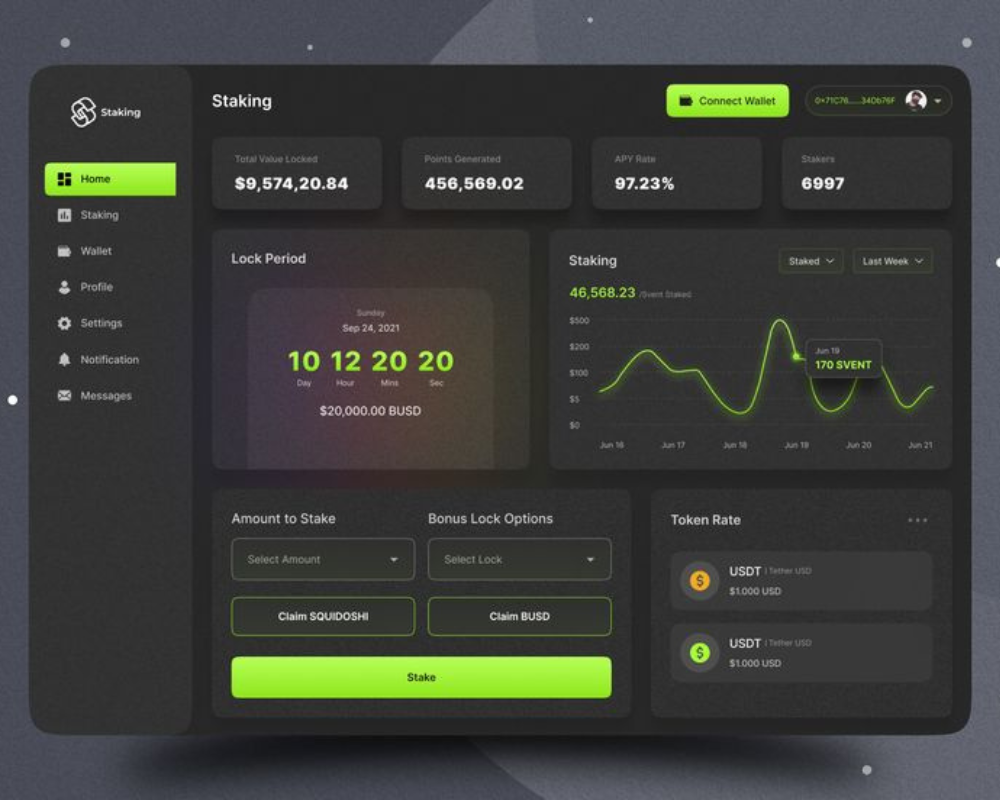 Staking
Home
Staking
Wallet
Profile
Settings
Notification
Messages
Staking
Connect Wallet
0x71C76......34Db76F
Total Value Locked
$9,574,20.84
Points Generated
456,569.02
APY Rate
97.23%
Stakers
6997
Lock Period
Sunday
Sep 24, 2021
10 12 20 20
Day Hour Mins Sec
$20,000.00 BUSD
Staking
Staked
Last Week
46,568.23 /Svent Staked
$500
$200
$100
$5
$0
Jun 19
170 SVENT
Jun 16 Jun 17 Jun 18 Jun 19 Jun 20 Jun 21
Amount to Stake
Select Amount
Bonus Lock Options
Select Lock
Claim SQUIDOSHI
Claim BUSD
Stake
Token Rate
USDT | Tether USD
$1.000 USD
USDT | Tether USD
$1.000 USD